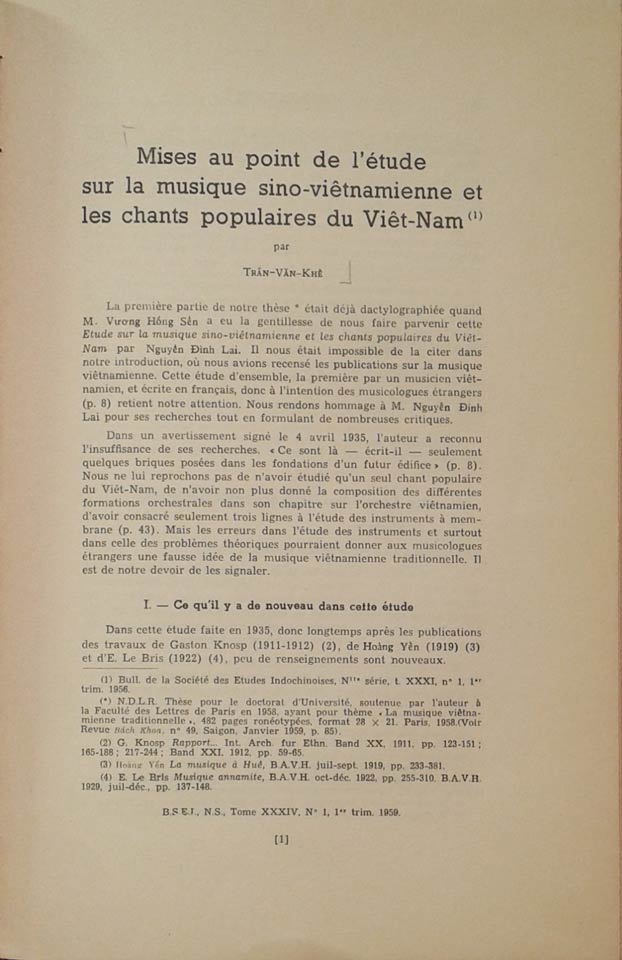 Mises au point de l'étude
sur la musique sino-viêtnamienne et
les chants populaires du Viêt-Nam (1)
par
TRẦN-VĂN-KHÊ
La première partie de notre thèse * était déjà dactylographiée quand
M. Vương Hồng Sển a eu la gentillesse de nous faire parvenir cette
Etude sur la musique sino-viêtnamienne et les chants populaires du Viêt-
Nam par Nguyễn Đình Lai. Il nous était impossible de la citer dans
notre introduction, où nous avions recensé les publications sur la musique
viêtnamienne. Cette étude d'ensemble, la première par un musicien viêt-
namien, et écrite en français, donc à l'intention des musicologues étrangers
(p. 8) retient notre attention. Nous rendons hommage à M. Nguyễn Đình
Lai pour ses recherches tout en formulant de nombreuses critiques.
Dans un avertissement signé le 4 avril 1935, l'auteur a reconnu
l'insuffisance de ses recherches. « Ce sont là — écrit-il — seulement
quelques briques posées dans les fondations d'un futur édifice » (p. 8).
Nous ne lui reprochons pas de n'avoir étudié qu'un seul chant populaire
du Viêt-Nam, de n'avoir non plus donné la composition des différentes
formations orchestrales dans son chapitre sur l'orchestre viêtnamien,
d'avoir consacré seulement trois lignes à l'étude des instruments à mem-
brane (p. 43). Mais les erreurs dans l'étude des instruments et surtout
dans celle des problèmes théoriques pourraient donner aux musicologues
étrangers une fausse idée de la musique viêtnamienne traditionnelle. Il
est de notre devoir de les signaler.
I. — Ce qu'il y a de nouveau dans cette étude
Dans cette étude faite en 1935, donc longtemps après les publications
des travaux de Gaston Knosp (1911-1912) (2), de Hoàng Yến (1919) (3)
et d'E. Le Bris (1922) (4), peu de renseignements sont nouveaux.
(1) Bull. de la Société des Etudes Indochinoises, Nlle série, t. XXXI, n° 1, 1er
trim. 1956.
(*) N.D.L.R. Thèse pour le doctorat d'Université, soutenue par l'auteur à
la Faculté des Lettres de Paris en 1958, ayant pour thème « La musique viêtna-
mienne traditionnelle », 482 pages ronéotypées, format 28 × 21. Paris, 1958.(Voir
Revue Bách Khoa, n° 49, Saigon, Janvier 1959, p. 85).
(2) G. Knosp Rapport... Int. Arch. fur Ethn. Band XX, 1911, pp. 123-151 ;
165-188 ; 217-244 ; Band XXI, 1912, pp. 59-65.
(3) Hoàng Yến La musique à Huê, B.A.V.H. juil-sept. 1919, pp. 233-381.
(4) E. Le Bris Musique annamite, B.A.V.H. oct-déc. 1922, pp. 255-310, B.A.V.H.
1929, juil-déc., pp. 137-148.
B.S.E.I., N.S., Tome XXXIV, N° 1, 1er trim. 1959.
[1]